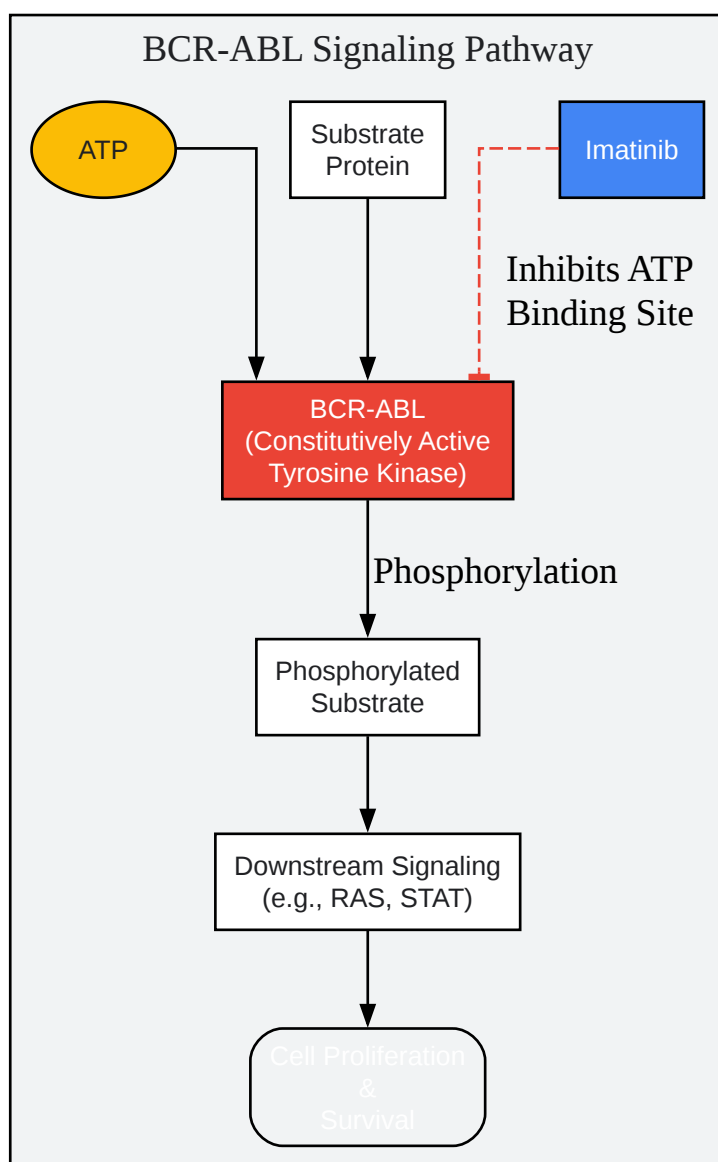 BCR-ABL Signaling Pathway
ATP
Substrate
Protein
Imatinib
Inhibits ATP
Binding Site
BCR-ABL
(Constitutively Active
Tyrosine Kinase)
Phosphorylation
Phosphorylated
Substrate
Downstream Signaling
(e.g., RAS, STAT)
Cell Proliferation
&
Survival